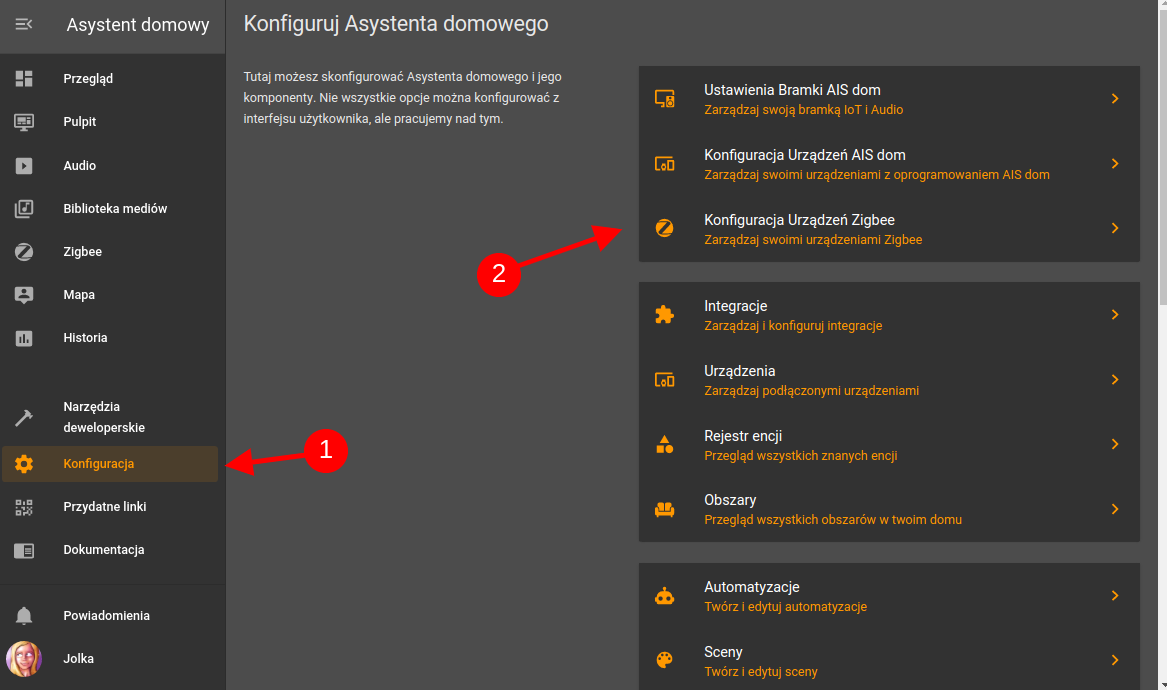 Asystent domowy
Przegląd
Pulpit
Audio
Biblioteka mediów
Zigbee
Mapa
Historia
Narzędzia
deweloperskie
Konfiguracja
Przydatne linki
Dokumentacja
Powiadomienia
Jolka
Konfiguruj Asystenta domowego
Tutaj możesz skonfigurować Asystenta domowego i jego
komponenty. Nie wszystkie opcje można konfigurować z
interfejsu użytkownika, ale pracujemy nad tym.
1
2
Ustawienia Bramki AIS dom
Zarządzaj swoją bramką IoT i Audio
Konfiguracja Urządzeń AIS dom
Zarządzaj swoimi urządzeniami z oprogramowaniem AIS dom
Konfiguracja Urządzeń Zigbee
Zarządzaj swoimi urządzeniami Zigbee
Integracje
Zarządzaj i konfiguruj integracje
Urządzenia
Zarządzaj podłączonymi urządzeniami
Rejestr encji
Przegląd wszystkich znanych encji
Obszary
Przegląd wszystkich obszarów w twoim domu
Automatyzacje
Twórz i edytuj automatyzacje
Sceny
Twórz i edytuj sceny